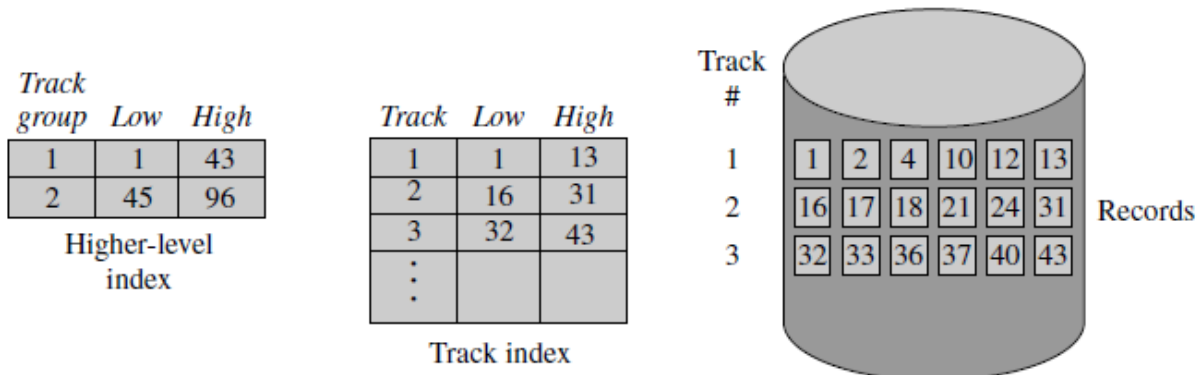 Track
group Low High
1 1 43
2 45 96
Higher-level
index
Track Low High
1 1 13
2 16 31
3 32 43
⋮
Track index
Track
#
1 1 2 4 10 12 13
2 16 17 18 21 24 31
3 32 33 36 37 40 43
Records